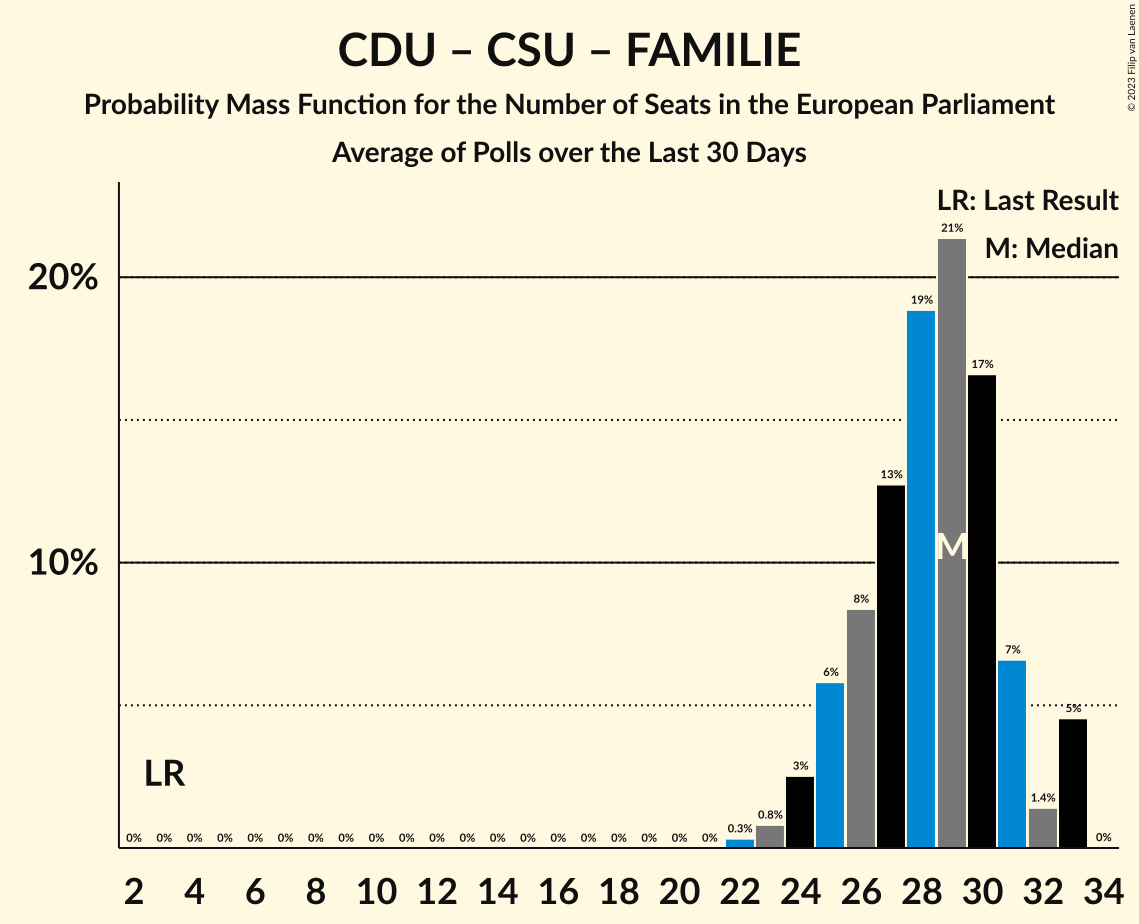 CDU – CSU – FAMILIE
Probability Mass Function for the Number of Seats in the European Parliament
Average of Polls over the Last 30 Days
© 2023 Filip van Laenen
LR: Last Result
M: Median
21%
20%
19%
17%
13%
M
10%
8%
7%
6%
5%
3%
LR
1.4%
0.8%
0.3%
0% 0% 0% 0% 0% 0% 0% 0% 0% 0% 0% 0% 0% 0% 0% 0% 0% 0% 0% 0% 0%
2 4 6 8 10 12 14 16 18 20 22 24 26 28 30 32 34